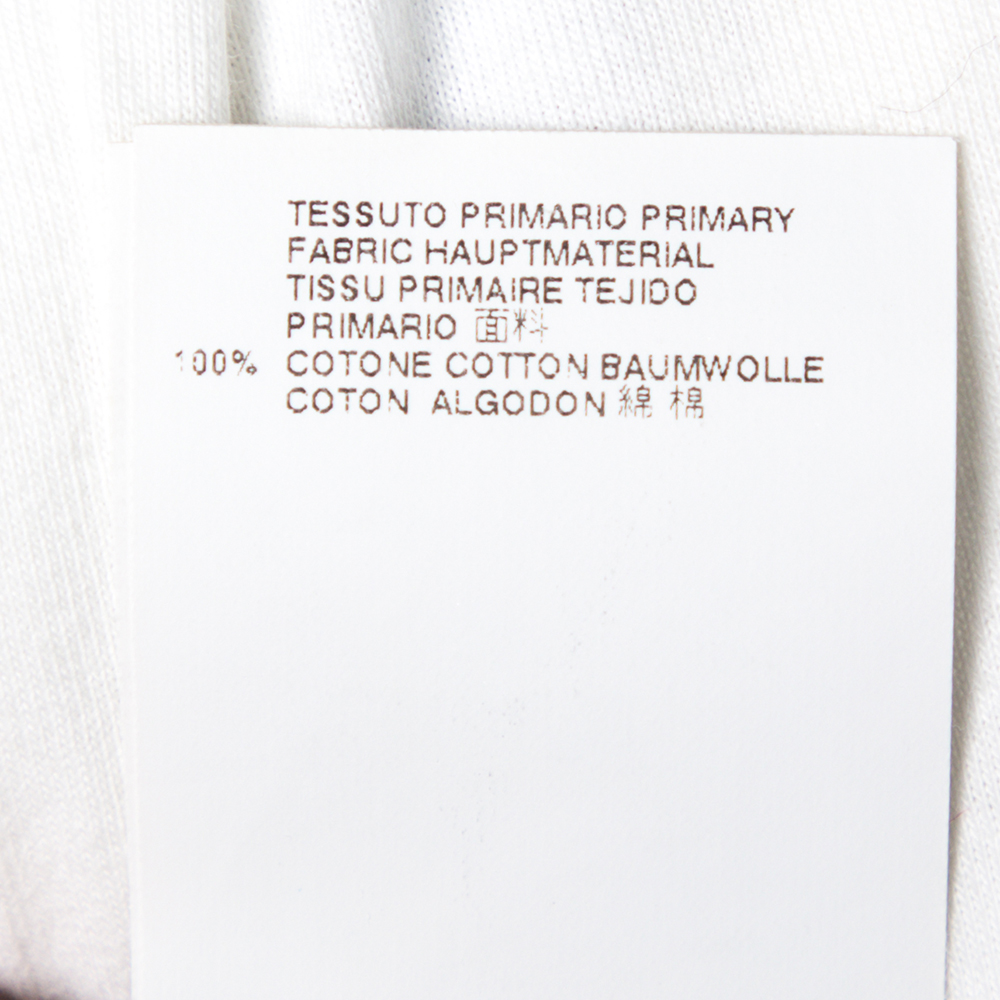 TESSUTO PRIMARIO PRIMARY
FABRIC HAUPTMATERIAL
TISSU PRIMAIRE TEJIDO
PRIMARIO 面料
100% COTONE COTTON BAUMWOLLE
COTON ALGODON 綿 棉